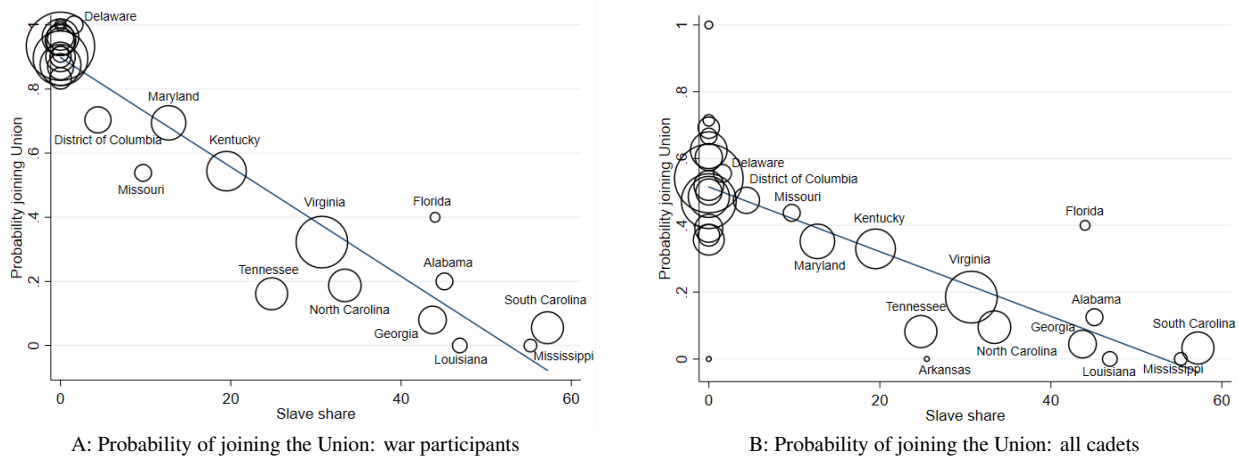 Probability joining Union
1
.8
.6
.4
.2
0
Delaware
Maryland
District of Columbia
Kentucky
Missouri
Virginia
Florida
Tennessee
Alabama
North Carolina
South Carolina
Georgia
Louisiana
Mississippi
0 20 40 60
Slave share
A: Probability of joining the Union: war participants
Probability joining Union
1
.8
.6
.4
.2
0
Delaware
District of Columbia
Missouri
Kentucky
Florida
Maryland
Virginia
Tennessee
Alabama
Georgia
South Carolina
North Carolina
Arkansas
Louisiana
Mississippi
0 20 40 60
Slave share
B: Probability of joining the Union: all cadets